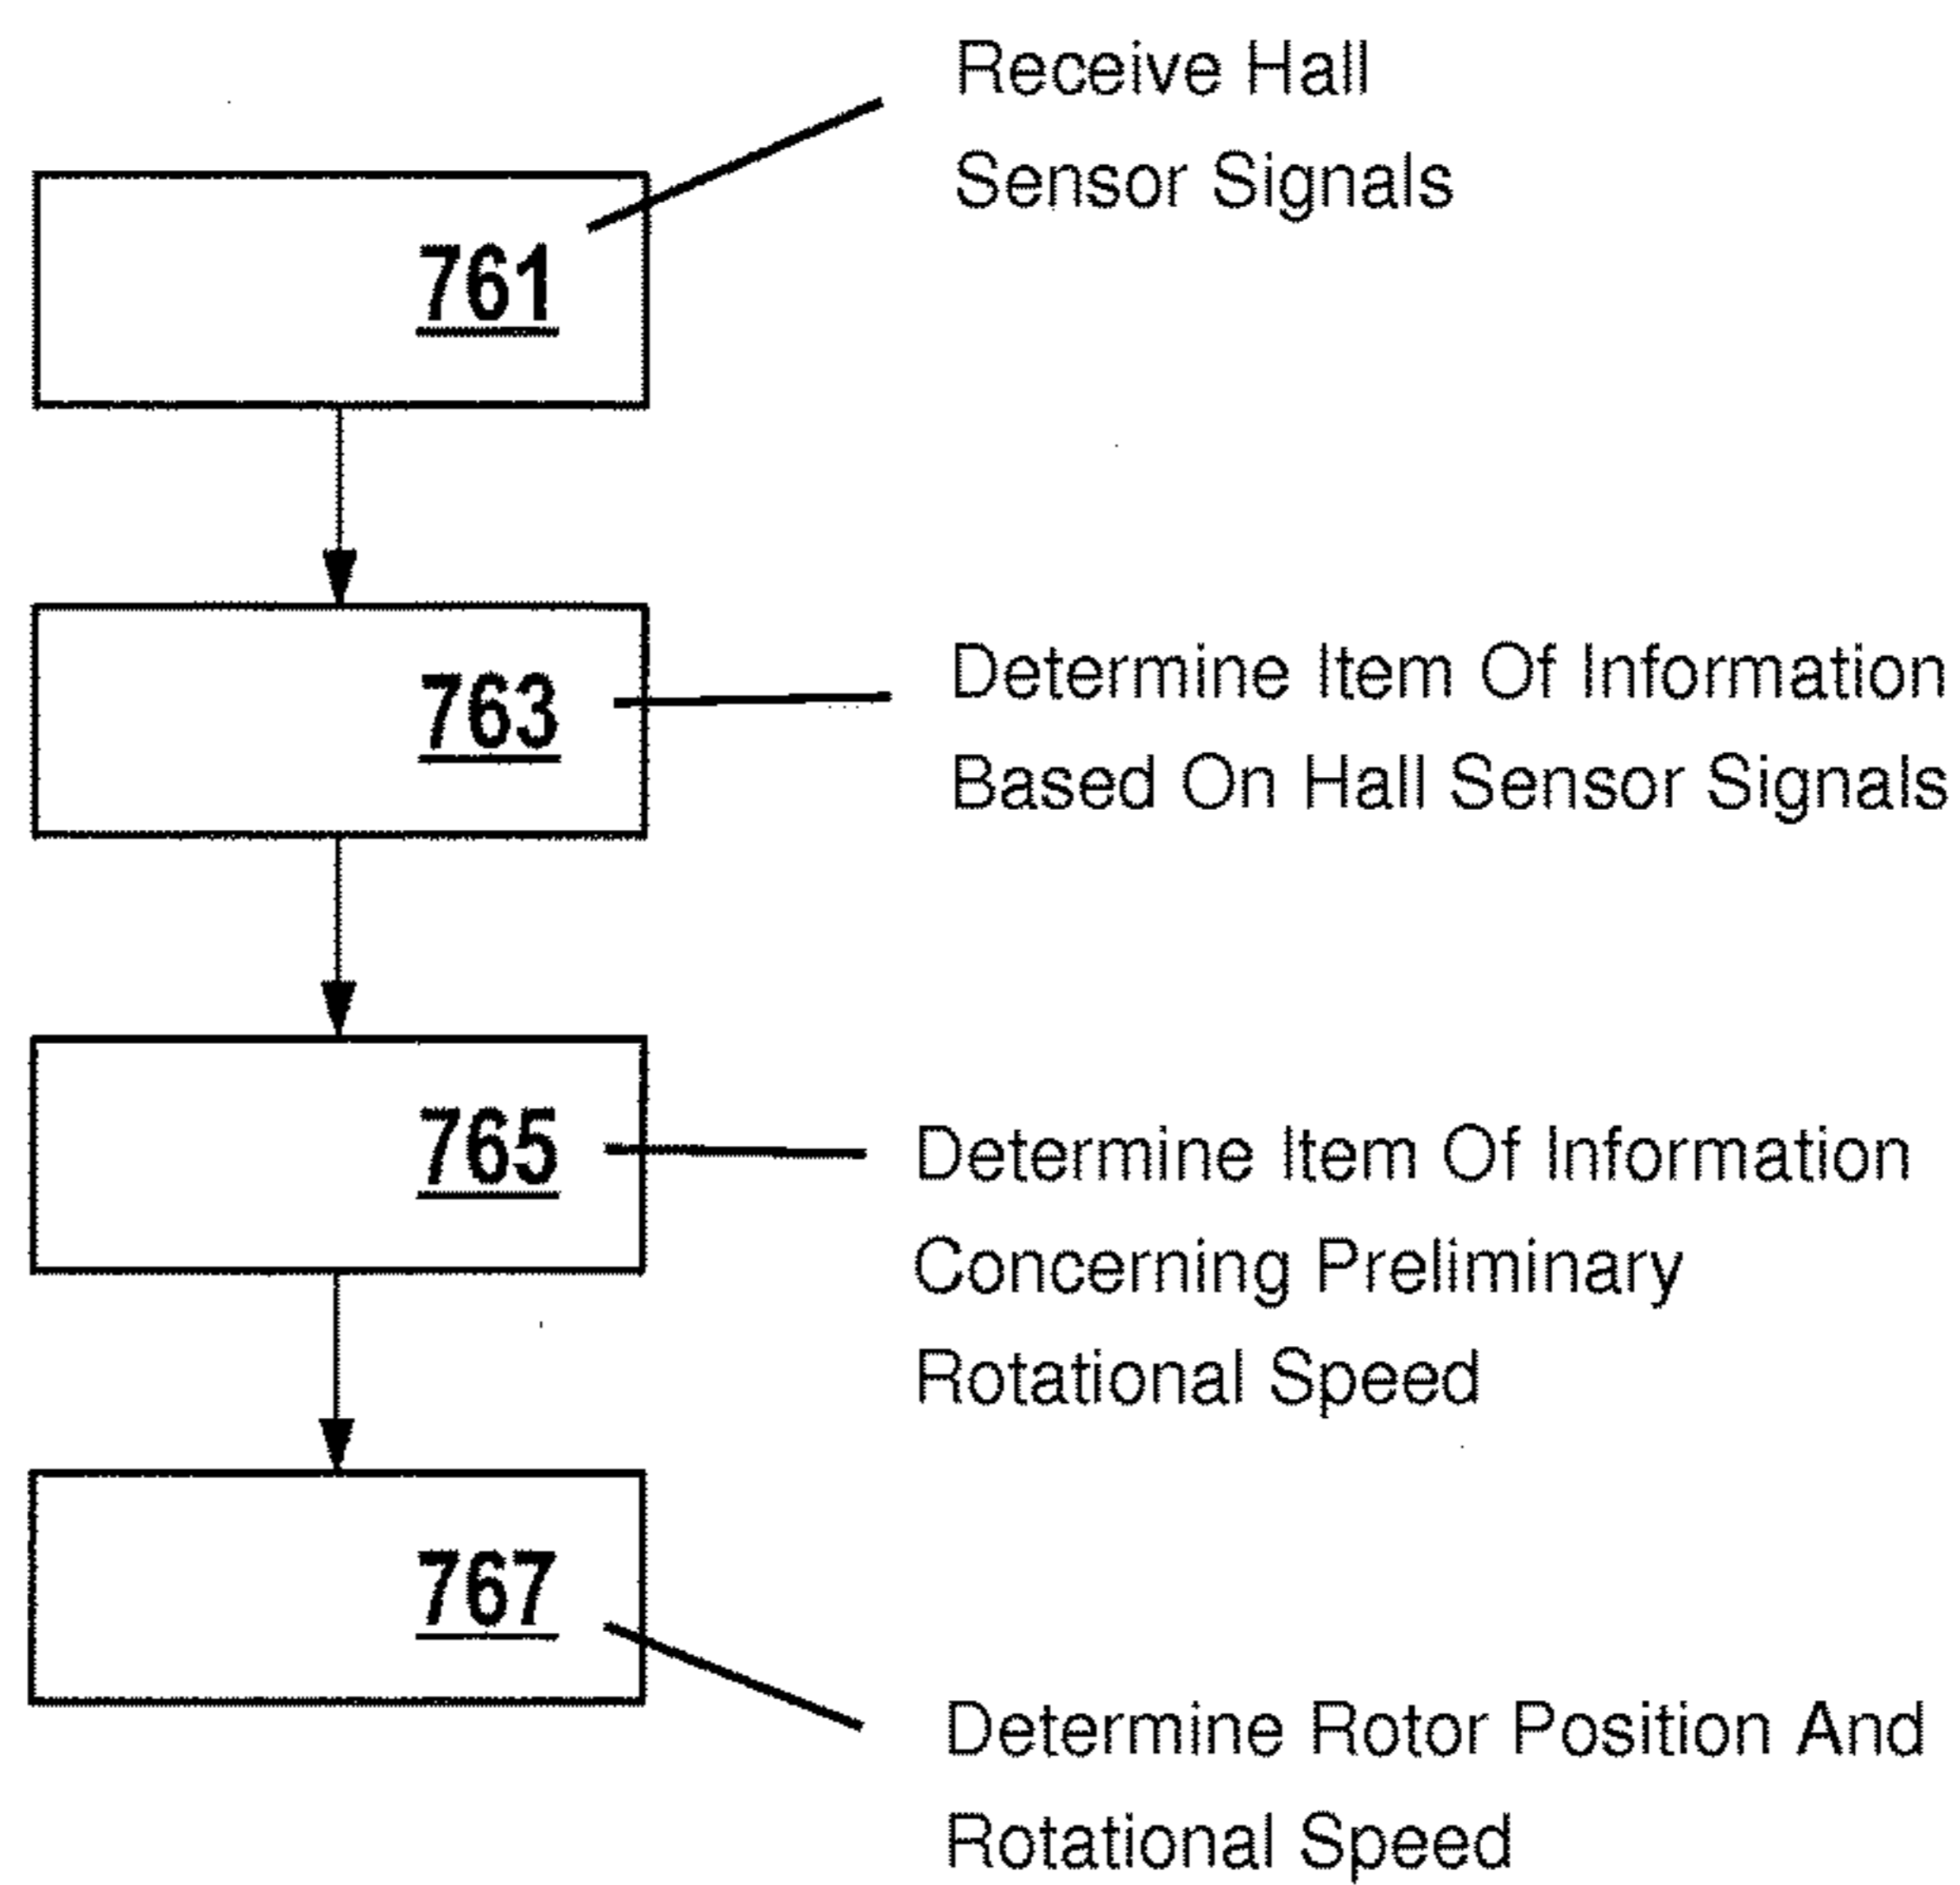 Receive Hall
Sensor Signals
761
763
Determine Item Of Information
Based On Hall Sensor Signals
765
Determine Item Of Information
Concerning Preliminary
Rotational Speed
767
Determine Rotor Position And
Rotational Speed